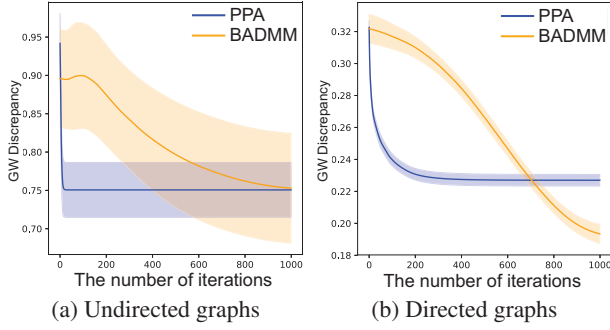 PPA
BADMM
GW Discrepancy
0.95
0.90
0.85
0.80
0.75
0.70
0 200 400 600 800 1000
The number of iterations
(a) Undirected graphs
PPA
BADMM
GW Discrepancy
0.32
0.30
0.28
0.26
0.24
0.22
0.20
0.18
0 200 400 600 800 1000
The number of iterations
(b) Directed graphs